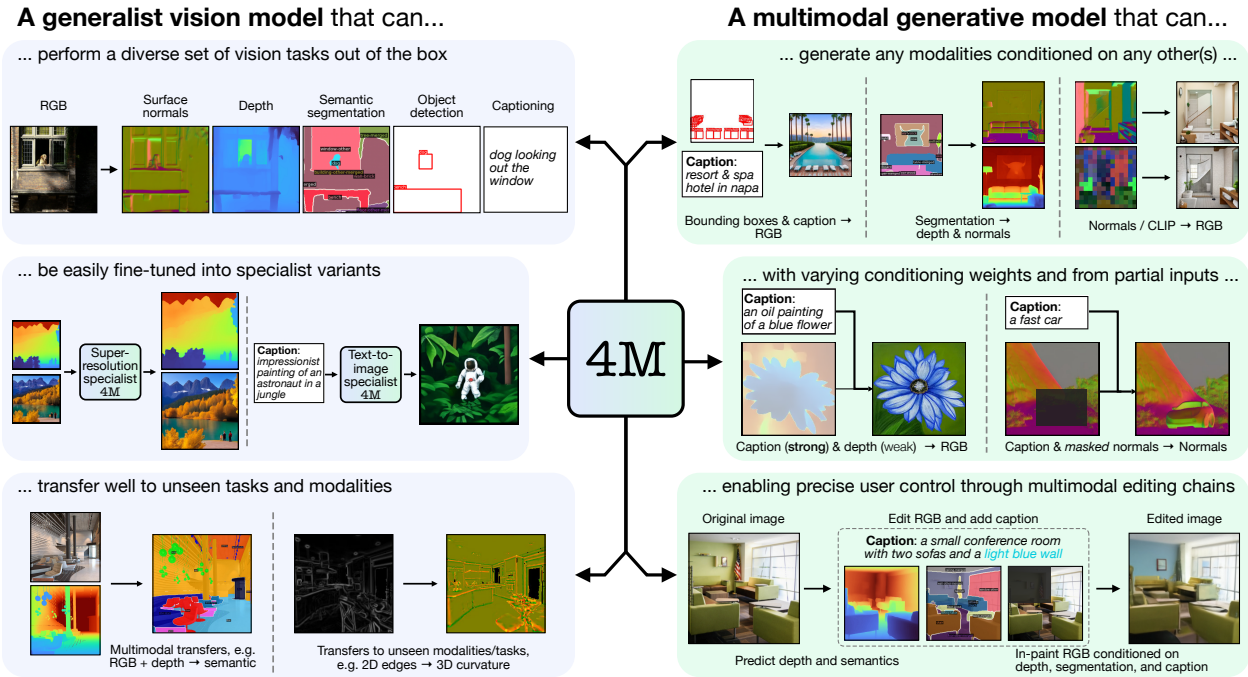 A generalist vision model that can...
... perform a diverse set of vision tasks out of the box
RGB
Surface
normals
Depth
Semantic
segmentation
Object
detection
Captioning
window-other
building-other-merged
dog looking
out the
window
... be easily fine-tuned into specialist variants
Super-
resolution
specialist
4M
Caption:
impressionist
painting of an
astronaut in a
jungle
Text-to-
image
specialist
4M
... transfer well to unseen tasks and modalities
Multimodal transfers, e.g.
RGB + depth → semantic
Transfers to unseen modalities/tasks,
e.g. 2D edges → 3D curvature
4M
A multimodal generative model that can...
... generate any modalities conditioned on any other(s) ...
Caption:
resort & spa
hotel in napa
Bounding boxes & caption →
RGB
Segmentation →
depth & normals
Normals / CLIP → RGB
... with varying conditioning weights and from partial inputs ...
Caption:
an oil painting
of a blue flower
Caption (strong) & depth (weak) → RGB
Caption:
a fast car
Caption & masked normals → Normals
... enabling precise user control through multimodal editing chains
Original image
Edit RGB and add caption
Edited image
Caption: a small conference room
with two sofas and a light blue wall
Predict depth and semantics
In-paint RGB conditioned on
depth, segmentation, and caption